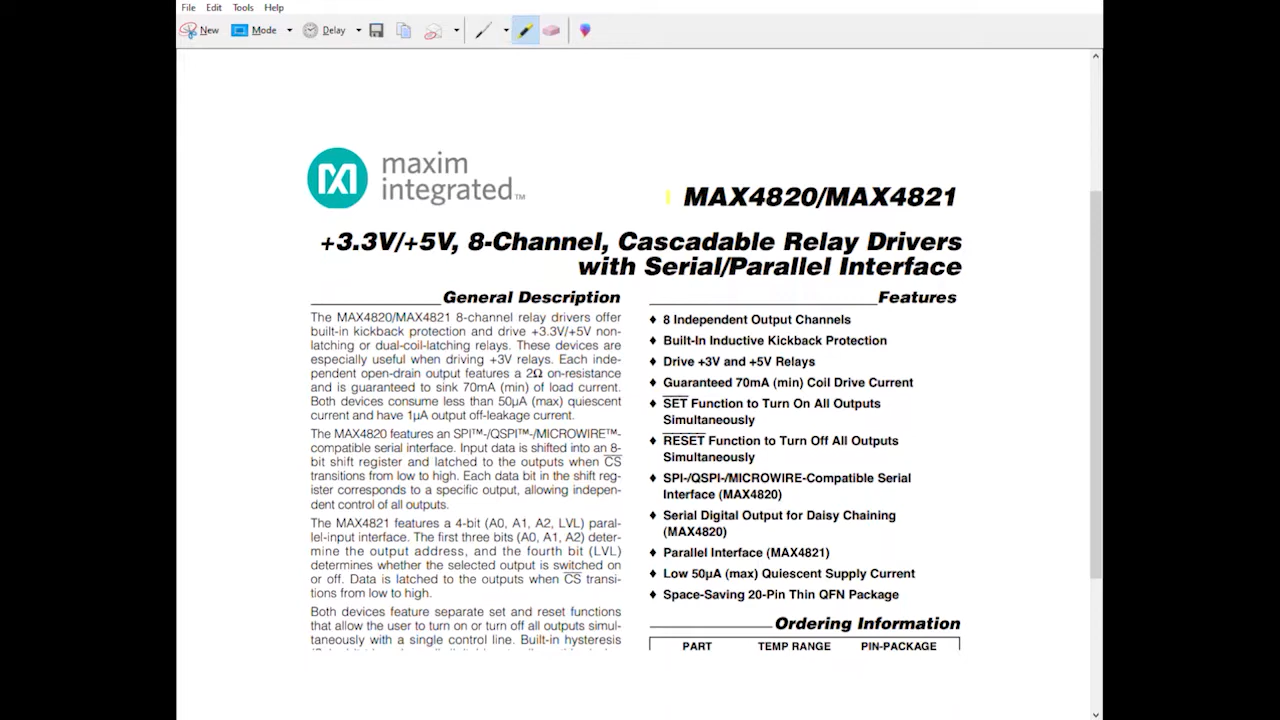 File Edit Tools Help
New Mode Delay
maxim
integrated™
MAX4820/MAX4821
+3.3V/+5V, 8-Channel, Cascadable Relay Drivers
with Serial/Parallel Interface
General Description
The MAX4820/MAX4821 8-channel relay drivers offer
built-in kickback protection and drive +3.3V/+5V non-
latching or dual-coil-latching relays. These devices are
especially useful when driving +3V relays. Each inde-
pendent open-drain output features a 2Ω on-resistance
and is guaranteed to sink 70mA (min) of load current.
Both devices consume less than 50µA (max) quiescent
current and have 1µA output off-leakage current.
The MAX4820 features an SPI™-/QSPI™-/MICROWIRE™-
compatible serial interface. Input data is shifted into an 8-
bit shift register and latched to the outputs when C̅S̅
transitions from low to high. Each data bit in the shift reg-
ister corresponds to a specific output, allowing indepen-
dent control of all outputs.
The MAX4821 features a 4-bit (A0, A1, A2, LVL) paral-
lel-input interface. The first three bits (A0, A1, A2) deter-
mine the output address, and the fourth bit (LVL)
determines whether the selected output is switched on
or off. Data is latched to the outputs when C̅S̅ transi-
tions from low to high.
Both devices feature separate set and reset functions
that allow the user to turn on or turn off all outputs simul-
taneously with a single control line. Built-in hysteresis
Features
♦ 8 Independent Output Channels
♦ Built-In Inductive Kickback Protection
♦ Drive +3V and +5V Relays
♦ Guaranteed 70mA (min) Coil Drive Current
♦ S̅E̅T̅ Function to Turn On All Outputs
Simultaneously
♦ R̅E̅S̅E̅T̅ Function to Turn Off All Outputs
Simultaneously
♦ SPI-/QSPI-/MICROWIRE-Compatible Serial
Interface (MAX4820)
♦ Serial Digital Output for Daisy Chaining
(MAX4820)
♦ Parallel Interface (MAX4821)
♦ Low 50µA (max) Quiescent Supply Current
♦ Space-Saving 20-Pin Thin QFN Package
Ordering Information
PART TEMP RANGE PIN-PACKAGE